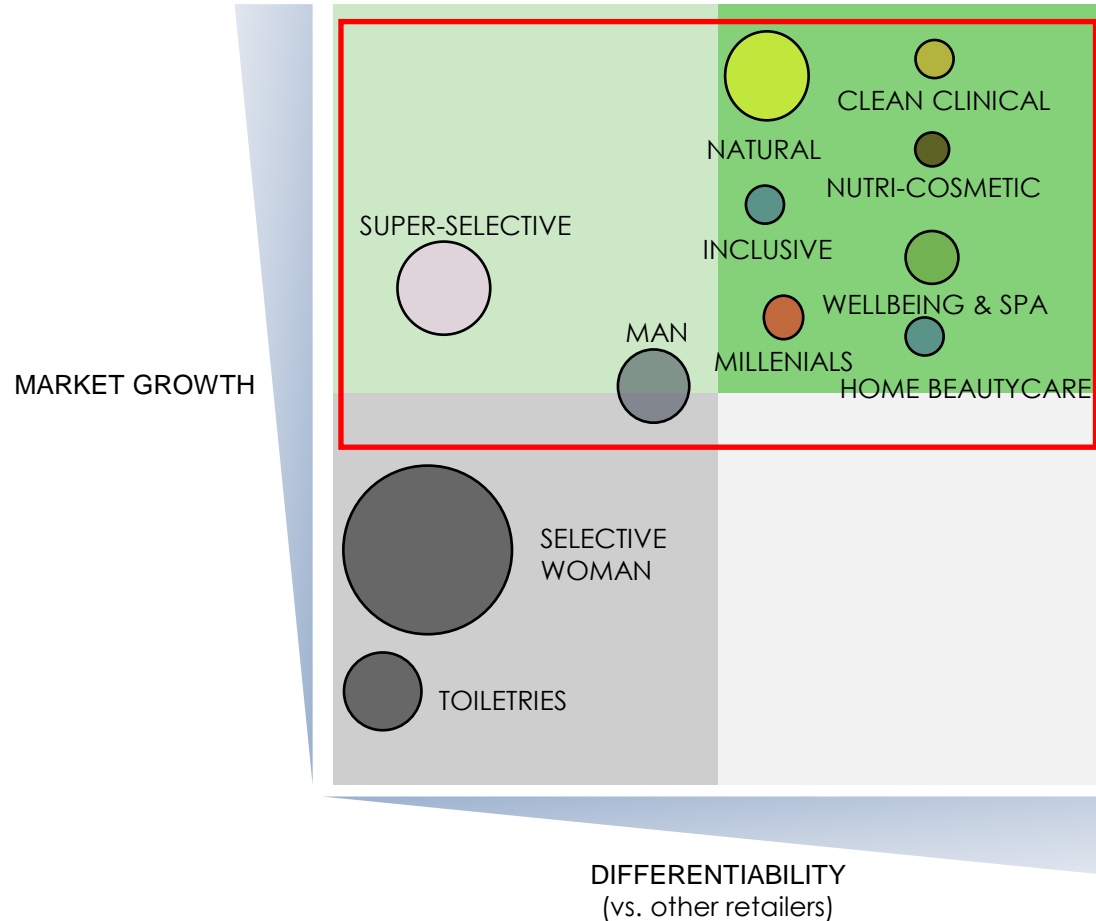 CLEAN CLINICAL
NATURAL
NUTRI-COSMETIC
SUPER-SELECTIVE
INCLUSIVE
WELLBEING & SPA
MAN
MILLENIALS
MARKET GROWTH
HOME BEAUTYCARE
SELECTIVE
WOMAN
TOILETRIES
DIFFERENTIABILITY
(vs. other retailers)